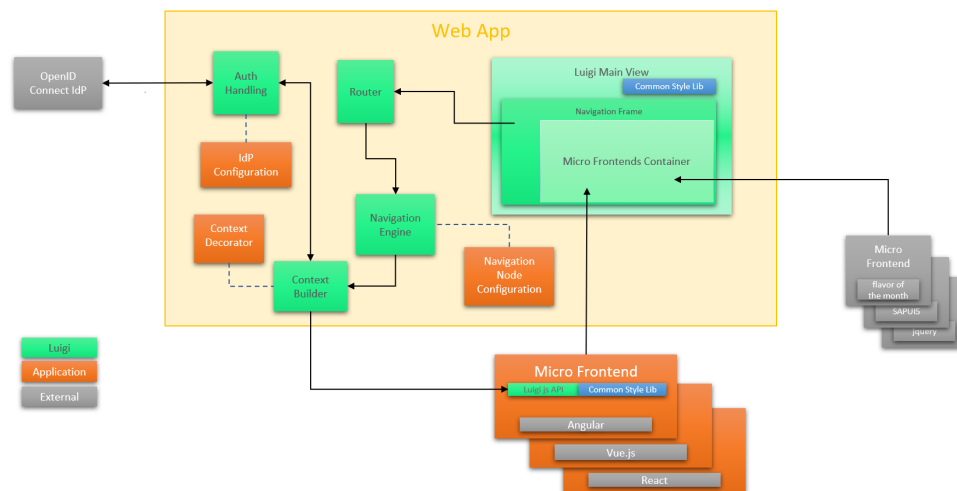 Web App
OpenID
Connect IdP
Auth
Handling
Router
Luigi Main View
Common Style Lib
Navigation Frame
Micro Frontends Container
IdP
Configuration
Context
Decorator
Navigation
Engine
Navigation
Node
Configuration
Context
Builder
Micro
Frontend
flavor of
the month
SAPUI5
jquery
Luigi
Application
External
Micro Frontend
Luigi js API
Common Style Lib
Angular
Vue.js
React